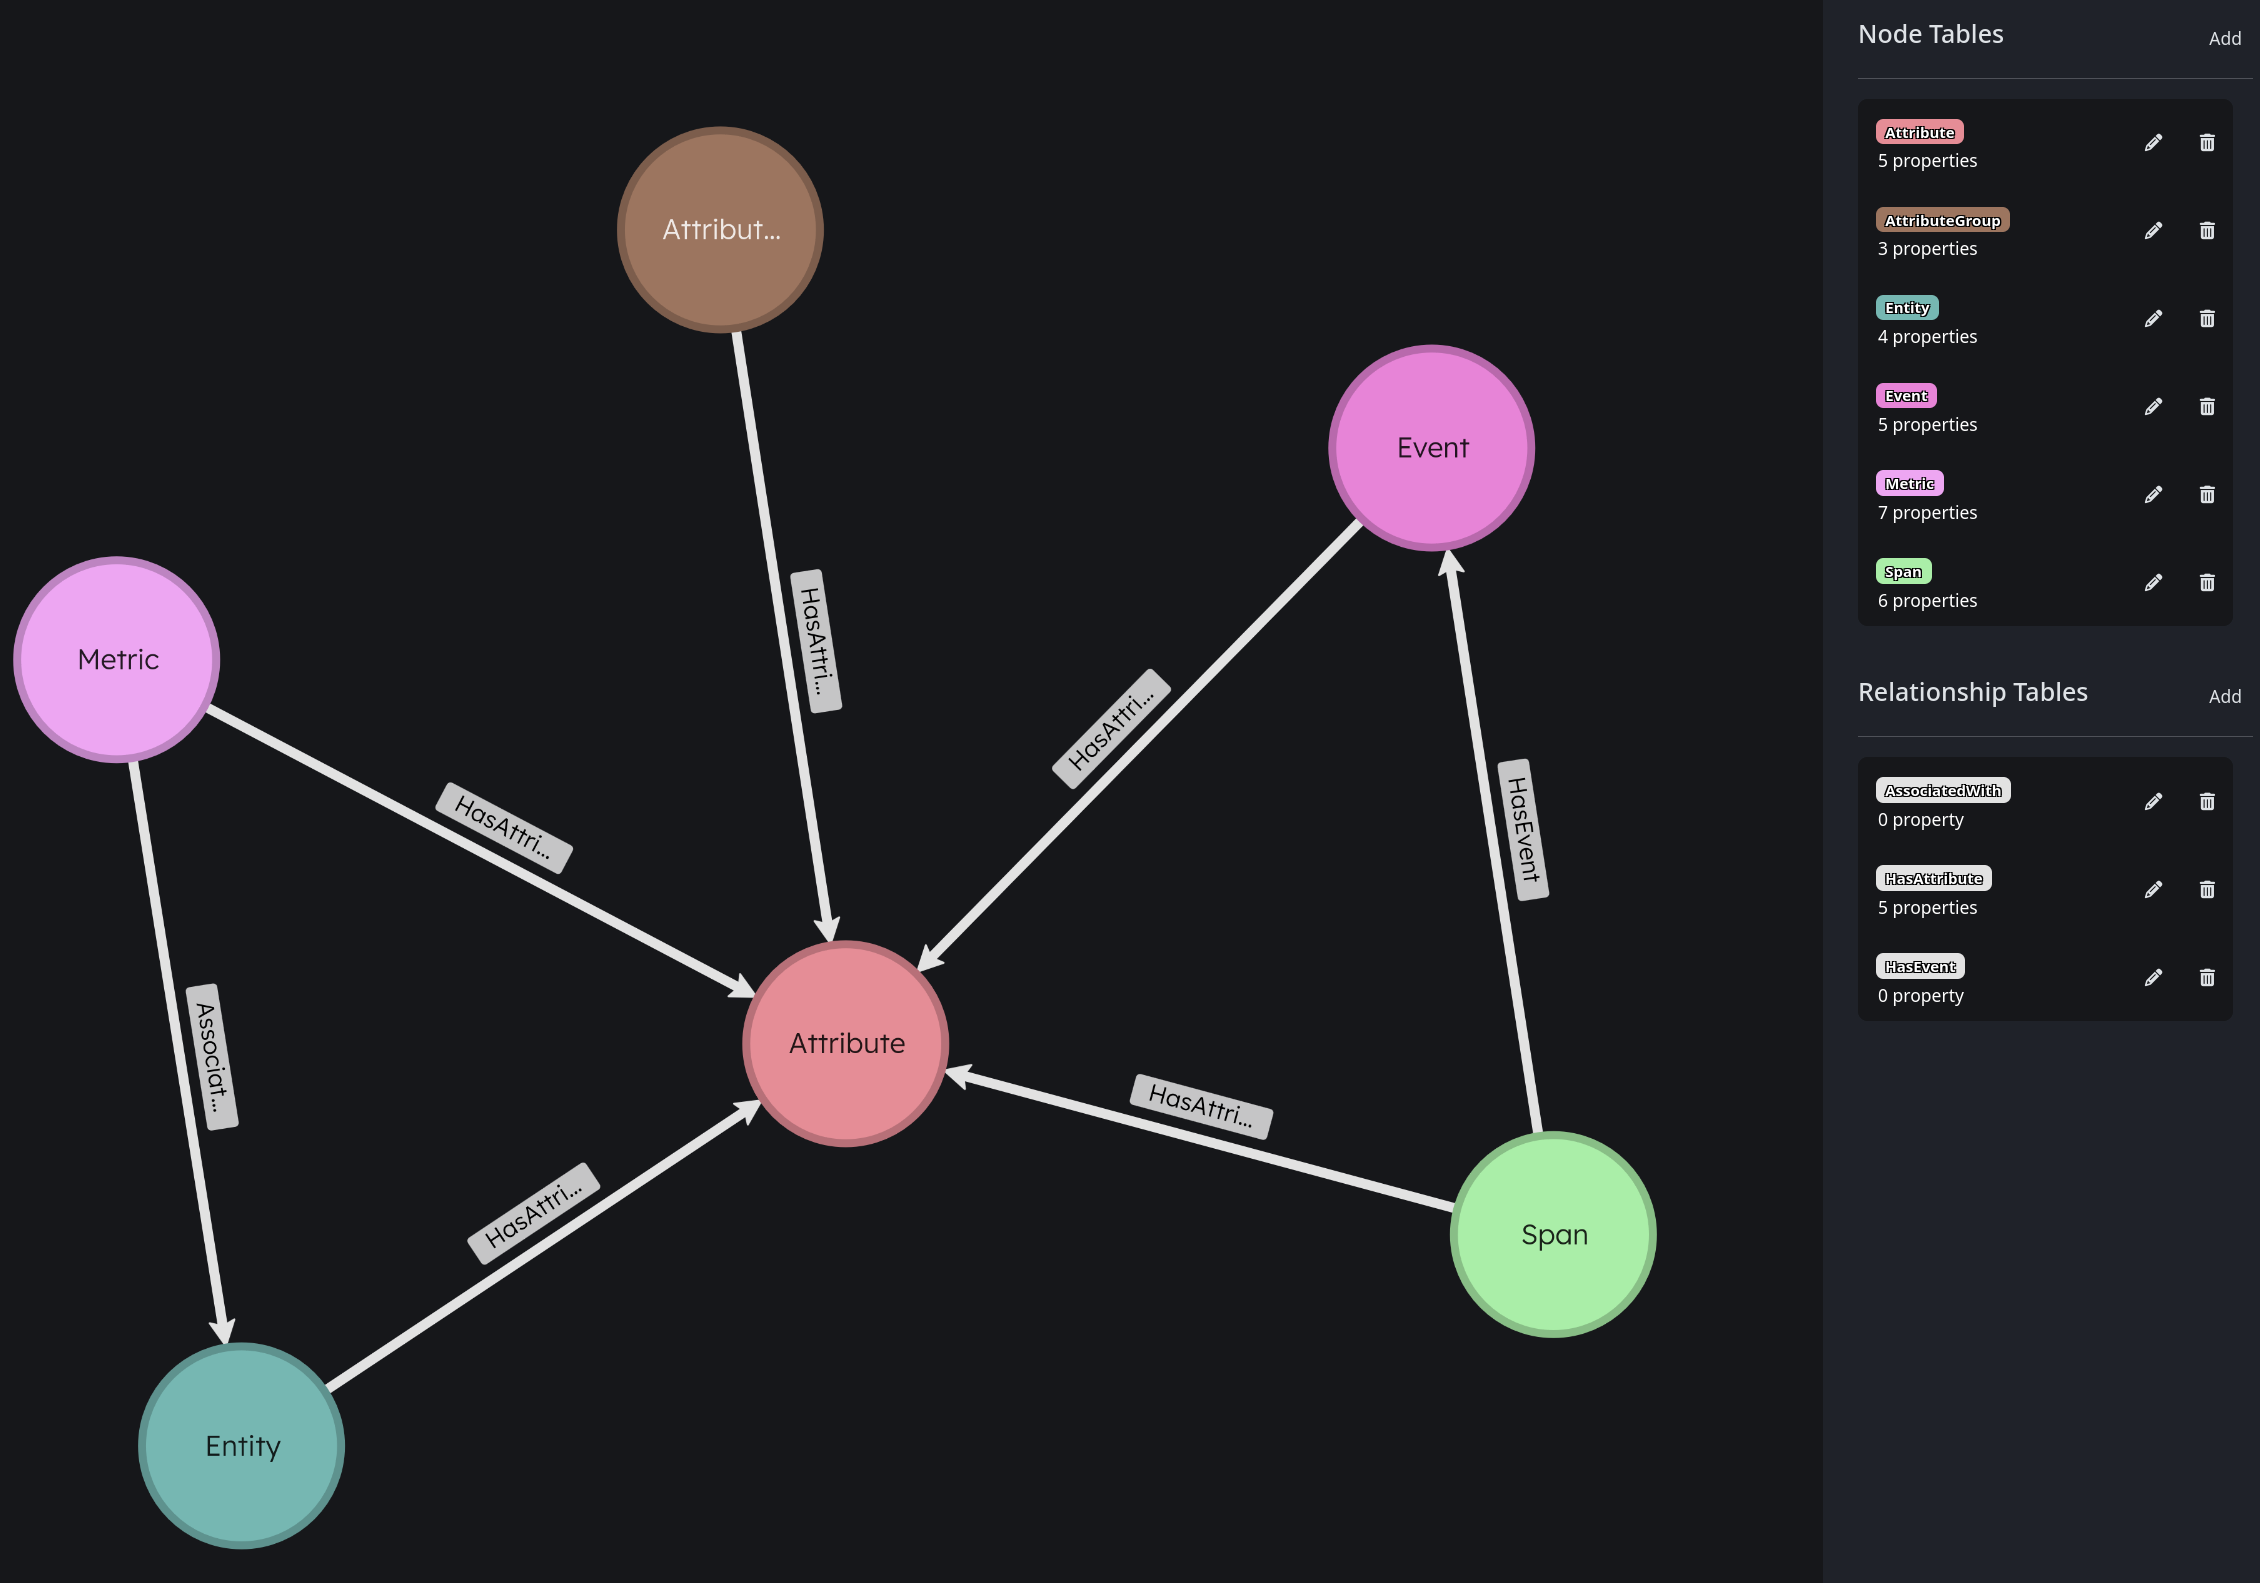 Attribut...
Event
Metric
HasAttri...
HasAttri...
HasAttri...
HasEvent
Associat...
Attribute
HasAttri...
HasAttri...
Span
Entity
Node Tables
Add
Attribute
5 properties
AttributeGroup
3 properties
Entity
4 properties
Event
5 properties
Metric
7 properties
Span
6 properties
Relationship Tables
Add
AssociatedWith
0 property
HasAttribute
5 properties
HasEvent
0 property